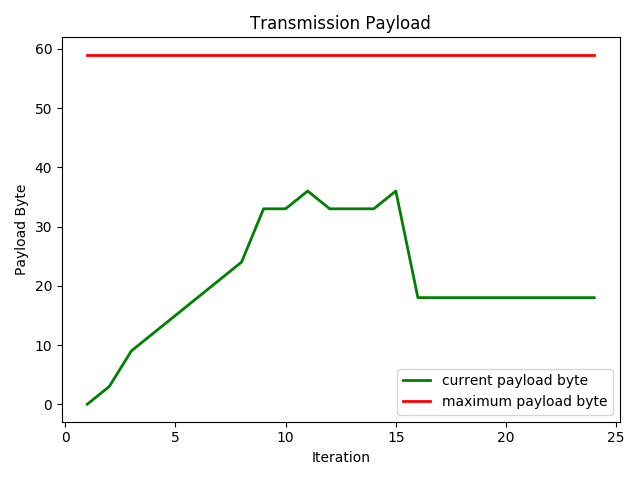 Transmission Payload
60
50
40
30
20
10
0
Payload Byte
0 5 10 15 20 25
Iteration
current payload byte
maximum payload byte